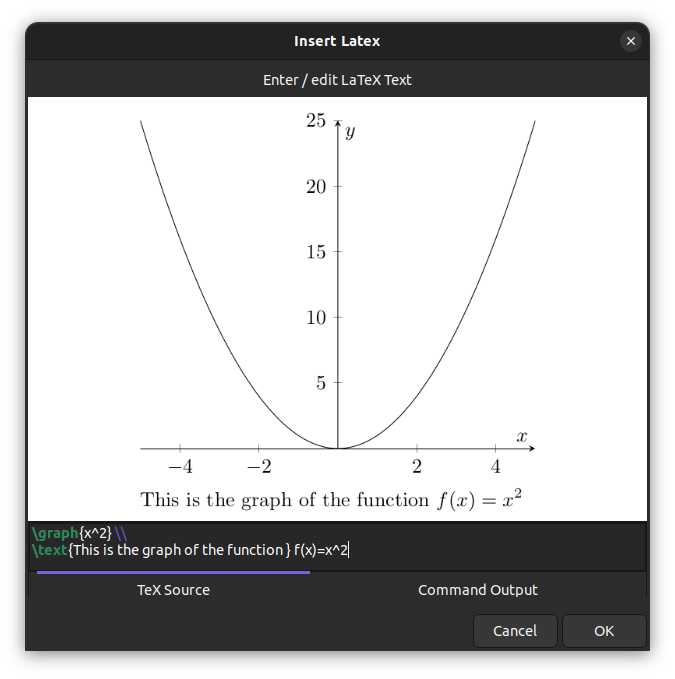 Insert Latex
Enter / edit LaTeX Text
25
y
20
15
10
5
x
−4 −2 2 4
This is the graph of the function f(x) = x²
\graph{x^2} \\
\text{This is the graph of the function } f(x)=x^2
TeX Source Command Output
Cancel OK